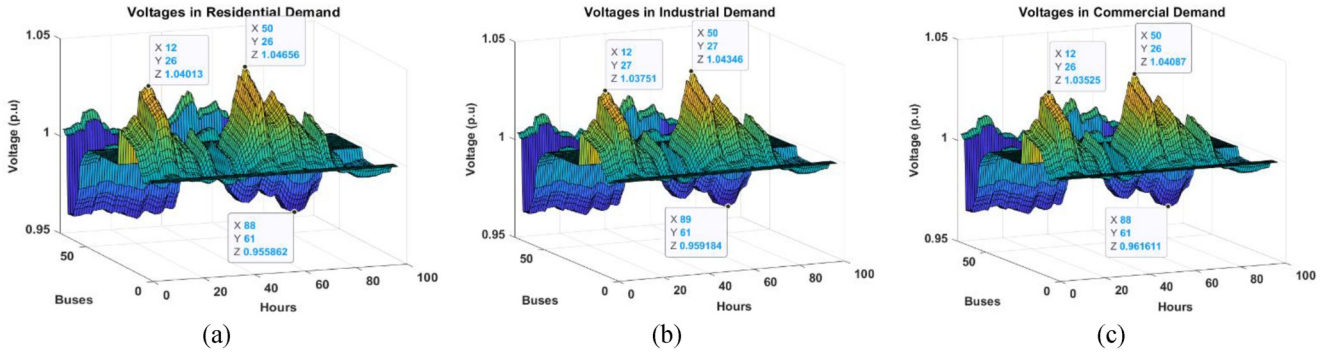 Voltages in Residential Demand
1.05
1
0.95
Voltage (p.u)
X 12
Y 26
Z 1.04013
X 50
Y 26
Z 1.04656
X 88
Y 61
Z 0.955862
50
0
Buses
0
20
40
60
80
100
Hours
(a)
Voltages in Industrial Demand
1.05
1
0.95
Voltage (p.u)
X 12
Y 27
Z 1.03751
X 50
Y 27
Z 1.04346
X 89
Y 61
Z 0.959184
50
0
Buses
0
20
40
60
80
100
Hours
(b)
Voltages in Commercial Demand
1.05
1
0.95
Voltage (p.u)
X 12
Y 26
Z 1.03525
X 50
Y 26
Z 1.04087
X 88
Y 61
Z 0.961611
50
0
Buses
0
20
40
60
80
100
Hours
(c)